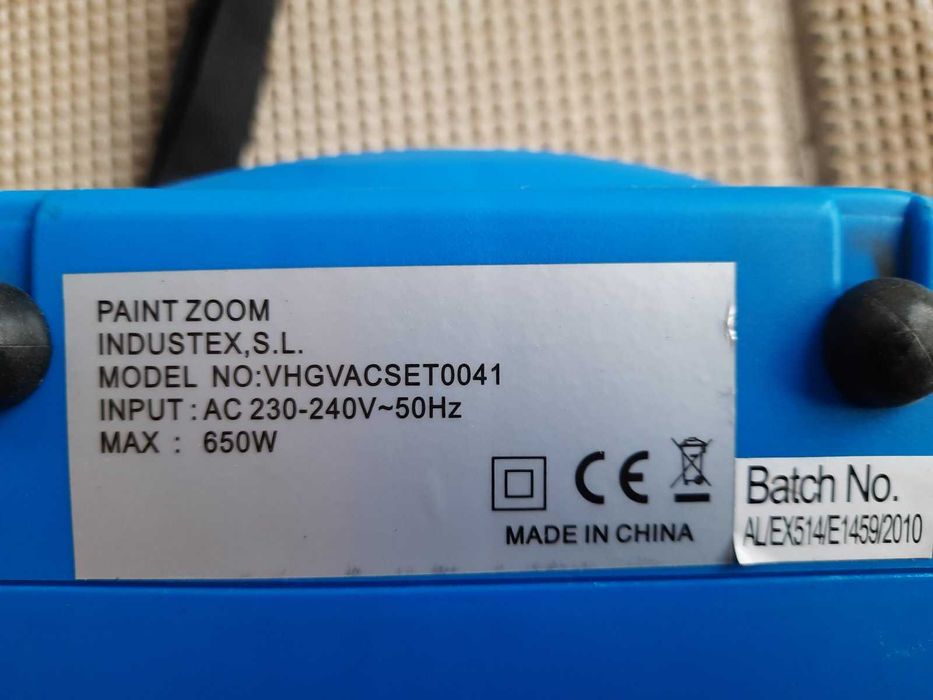 PAINT ZOOM
INDUSTEX,S.L.
MODEL NO:VHGVACSET0041
INPUT : AC 230-240V~50Hz
MAX : 650W
CE
MADE IN CHINA
Batch No.
AL/EX514/E1459/2010